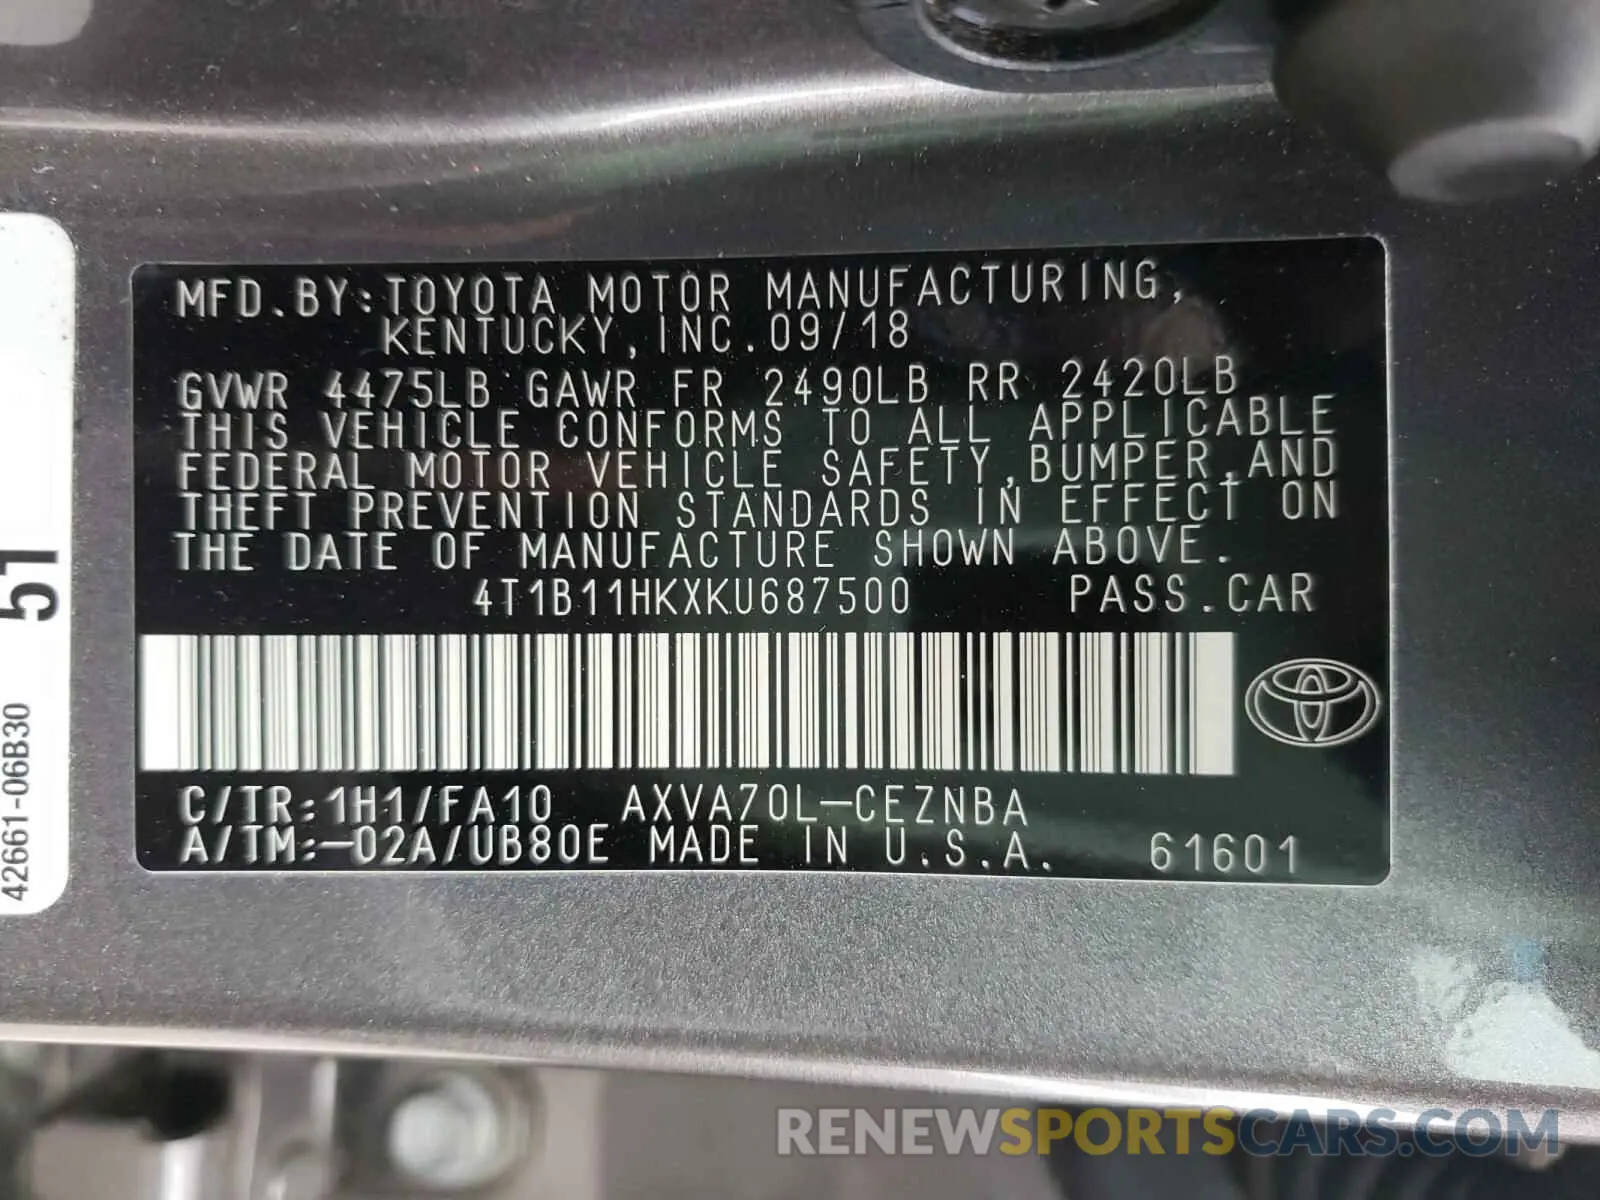 MFD.BY:TOYOTA MOTOR MANUFACTURING,
KENTUCKY,INC.09/18
GVWR 4475LB GAWR FR 2490LB RR 2420LB
THIS VEHICLE CONFORMS TO ALL APPLICABLE
FEDERAL MOTOR VEHICLE SAFETY,BUMPER,AND
THEFT PREVENTION STANDARDS IN EFFECT ON
THE DATE OF MANUFACTURE SHOWN ABOVE.
4T1B11HKXKU687500 PASS.CAR
C/TR:1H1/FA10 AXVA70L-CEZNBA
A/TM:-02A/UB80E MADE IN U.S.A. 61601
51
42661-06B30
RENEWSPORTSCARS.COM